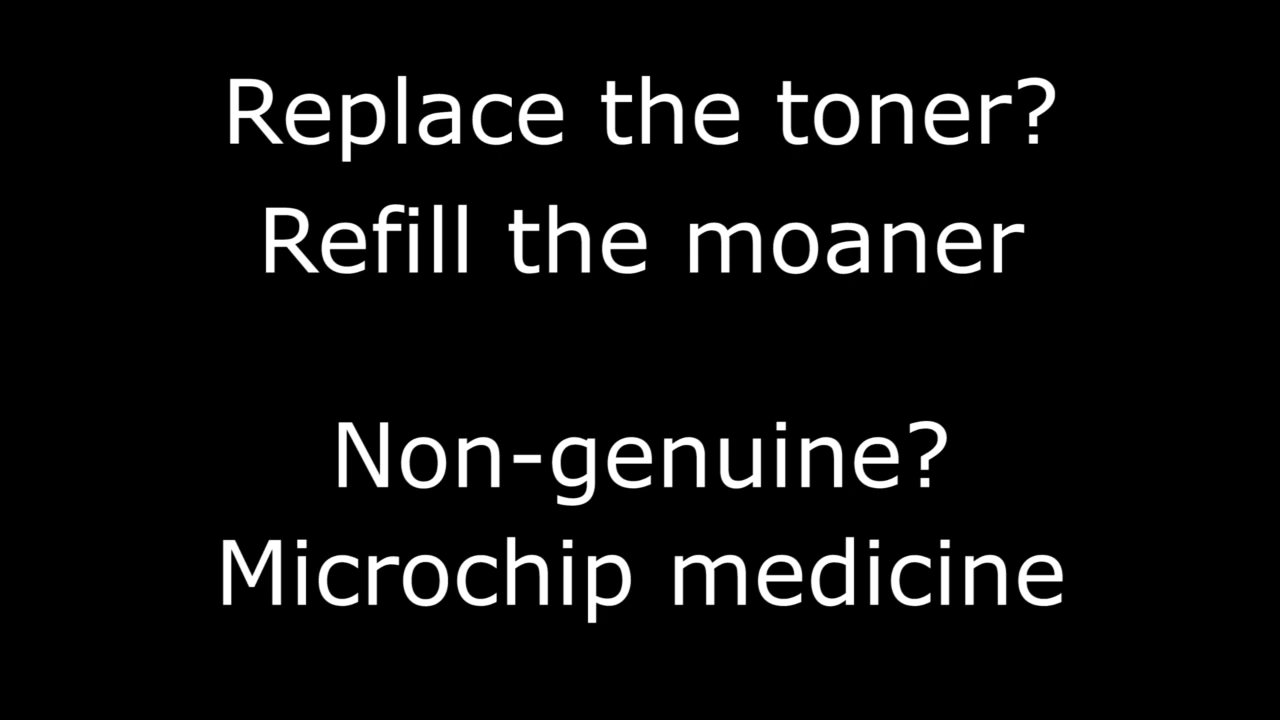 Replace the toner?
Refill the moaner
Non-genuine?
Microchip medicine